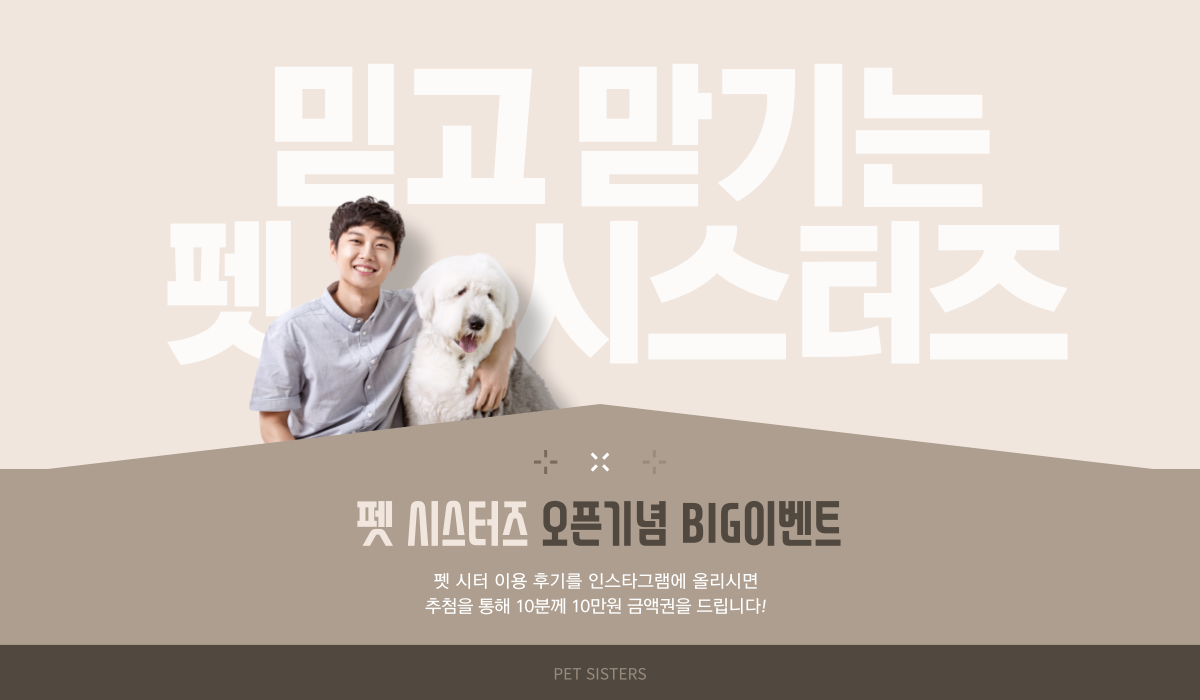 믿고 맡기는
펫 시스터즈
펫 시스터즈 오픈기념 BIG이벤트
펫 시터 이용 후기를 인스타그램에 올리시면
추첨을 통해 10분께 10만원 금액권을 드립니다!
PET SISTERS